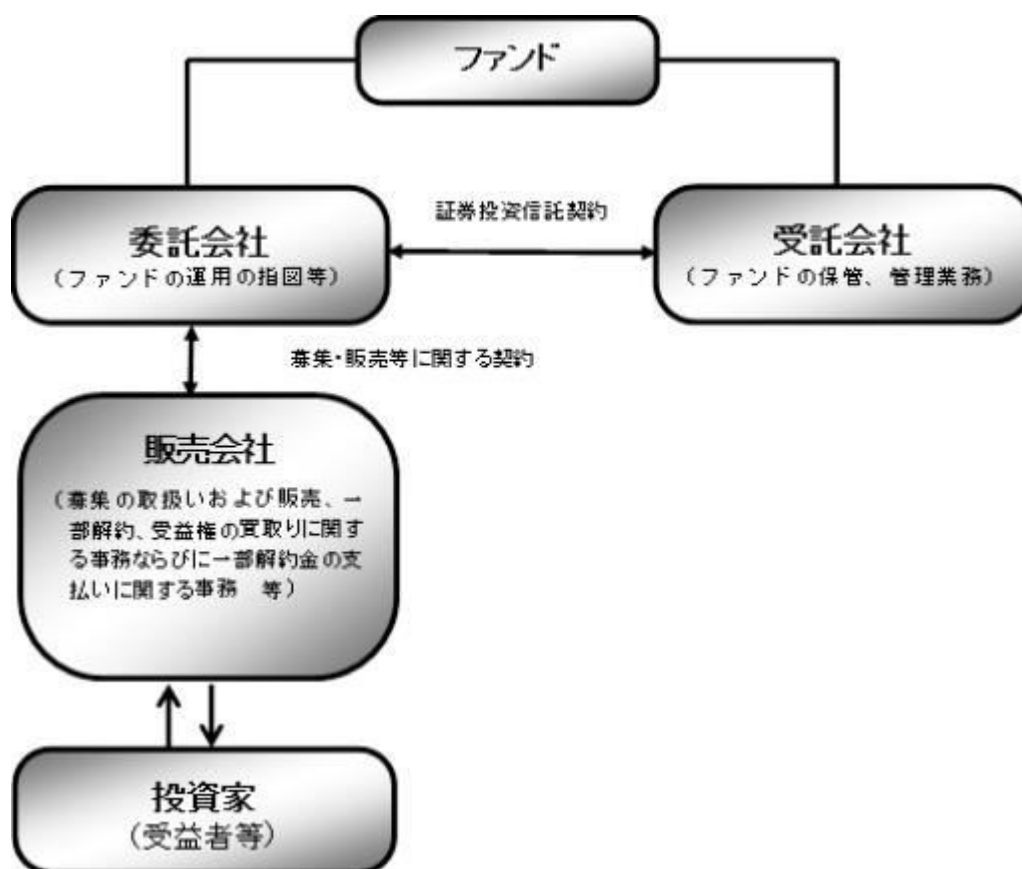 ファンド
委託会社
(ファンドの運用の指図等)
証券投資信託契約
受託会社
(ファンドの保管、管理業務)
募集・販売等に関する契約
販売会社
(募集の取扱いおよび販売、一
部解約、受益権の買取りに関す
る事務ならびに一部解約金の支
払いに関する事務 等)
投資家
(受益者等)